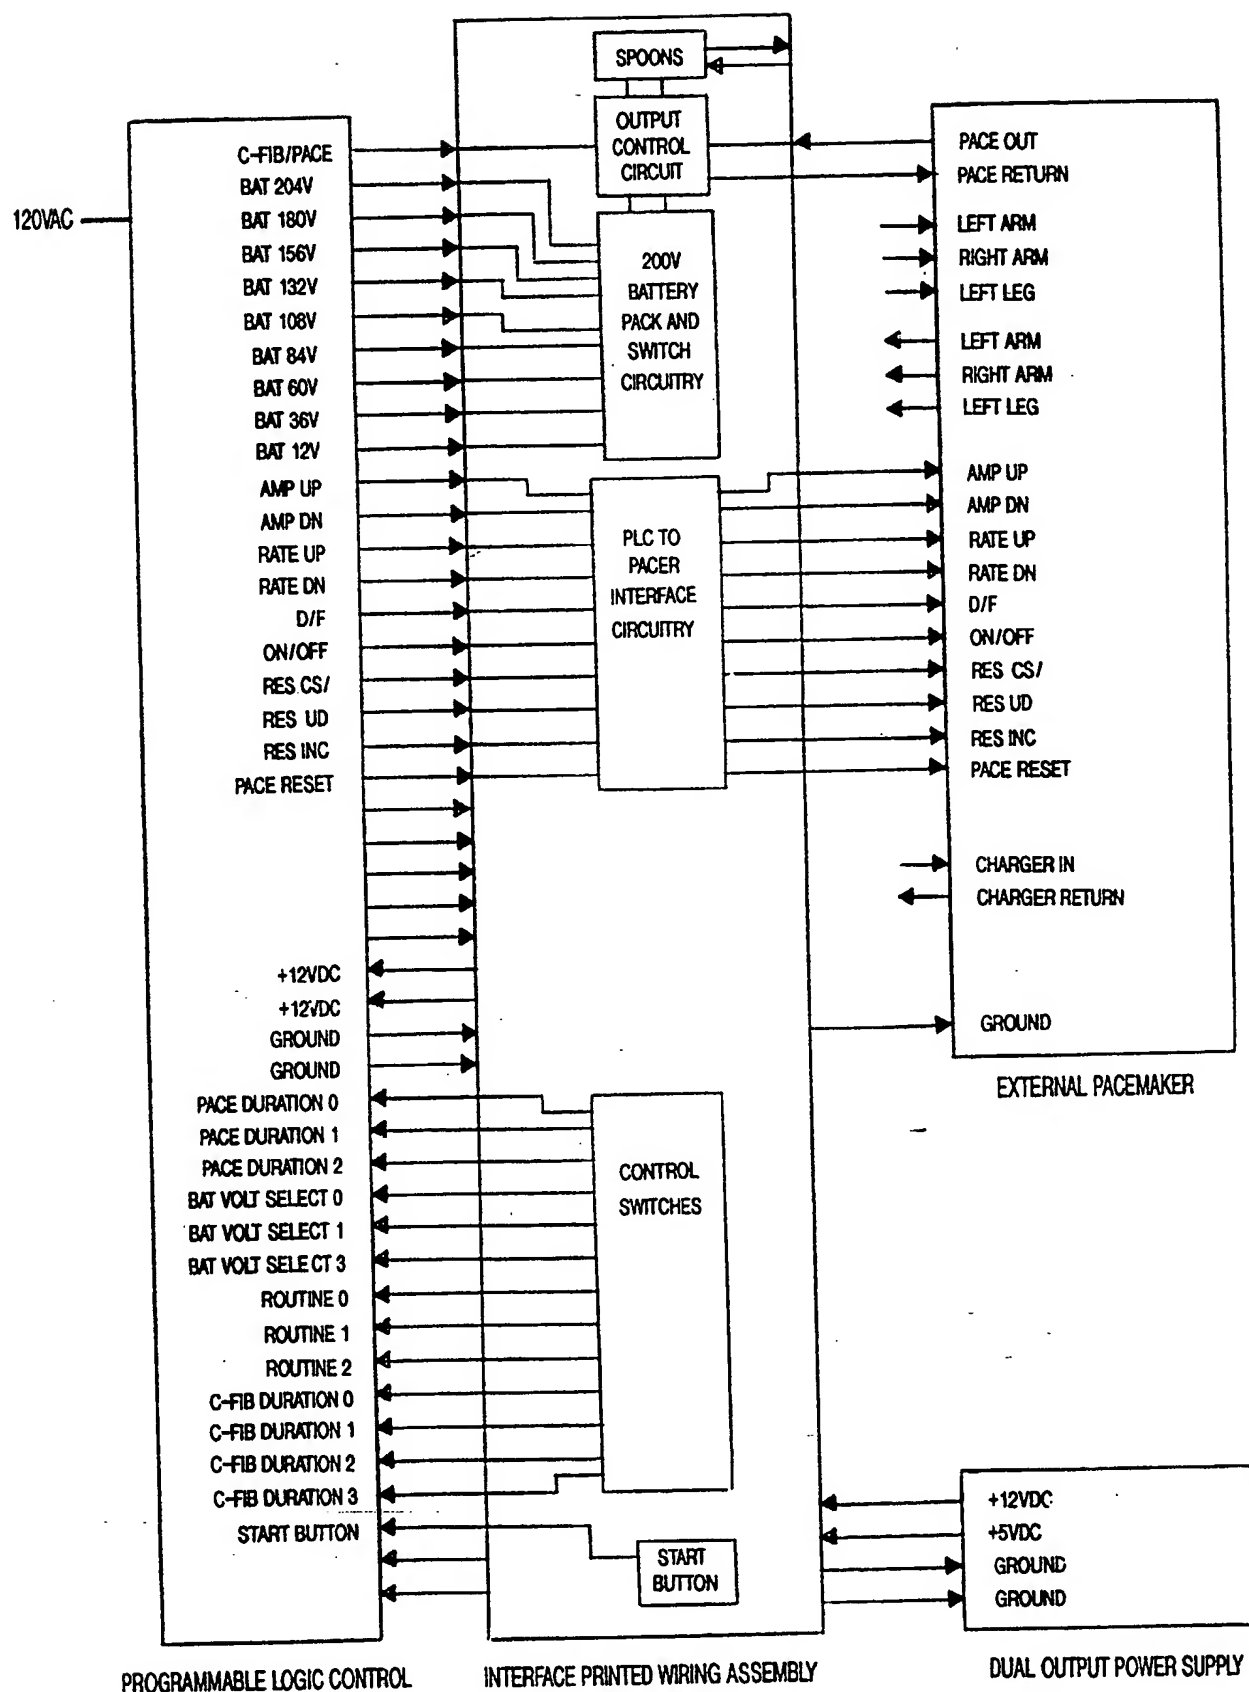 120VAC
C-FIB/PACE
BAT 204V
BAT 180V
BAT 156V
BAT 132V
BAT 108V
BAT 84V
BAT 60V
BAT 36V
BAT 12V
AMP UP
AMP DN
RATE UP
RATE DN
D/F
ON/OFF
RES CS/
RES UD
RES INC
PACE RESET
+12VDC
+12VDC
GROUND
GROUND
PACE DURATION 0
PACE DURATION 1
PACE DURATION 2
BAT VOLT SELECT 0
BAT VOLT SELECT 1
BAT VOLT SELECT 3
ROUTINE 0
ROUTINE 1
ROUTINE 2
C-FIB DURATION 0
C-FIB DURATION 1
C-FIB DURATION 2
C-FIB DURATION 3
START BUTTON
PROGRAMMABLE LOGIC CONTROL
SPOONS
OUTPUT
CONTROL
CIRCUIT
200V
BATTERY
PACK AND
SWITCH
CIRCUITRY
PLC TO
PACER
INTERFACE
CIRCUITRY
CONTROL
SWITCHES
START
BUTTON
INTERFACE PRINTED WIRING ASSEMBLY
PACE OUT
PACE RETURN
LEFT ARM
RIGHT ARM
LEFT LEG
LEFT ARM
RIGHT ARM
LEFT LEG
AMP UP
AMP DN
RATE UP
RATE DN
D/F
ON/OFF
RES CS/
RES UD
RES INC
PACE RESET
CHARGER IN
CHARGER RETURN
GROUND
EXTERNAL PACEMAKER
+12VDC
+5VDC
GROUND
GROUND
DUAL OUTPUT POWER SUPPLY